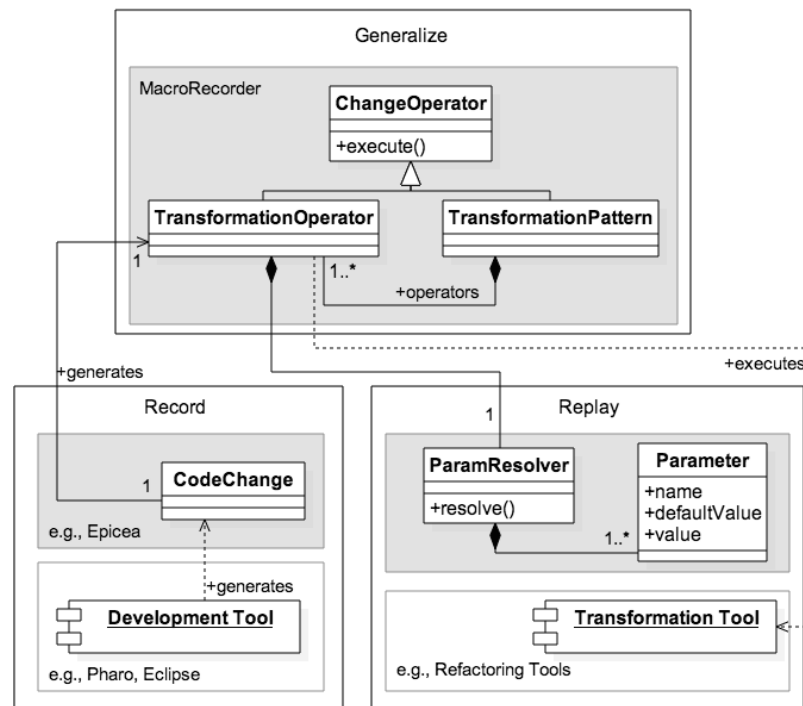 Generalize
MacroRecorder
ChangeOperator
+execute()
TransformationOperator
TransformationPattern
1
1..*
+operators
+executes
+generates
Record
Replay
1
CodeChange
1
e.g., Epicea
ParamResolver
+resolve()
Parameter
+name
+defaultValue
+value
1..*
+generates
Development Tool
e.g., Pharo, Eclipse
Transformation Tool
e.g., Refactoring Tools